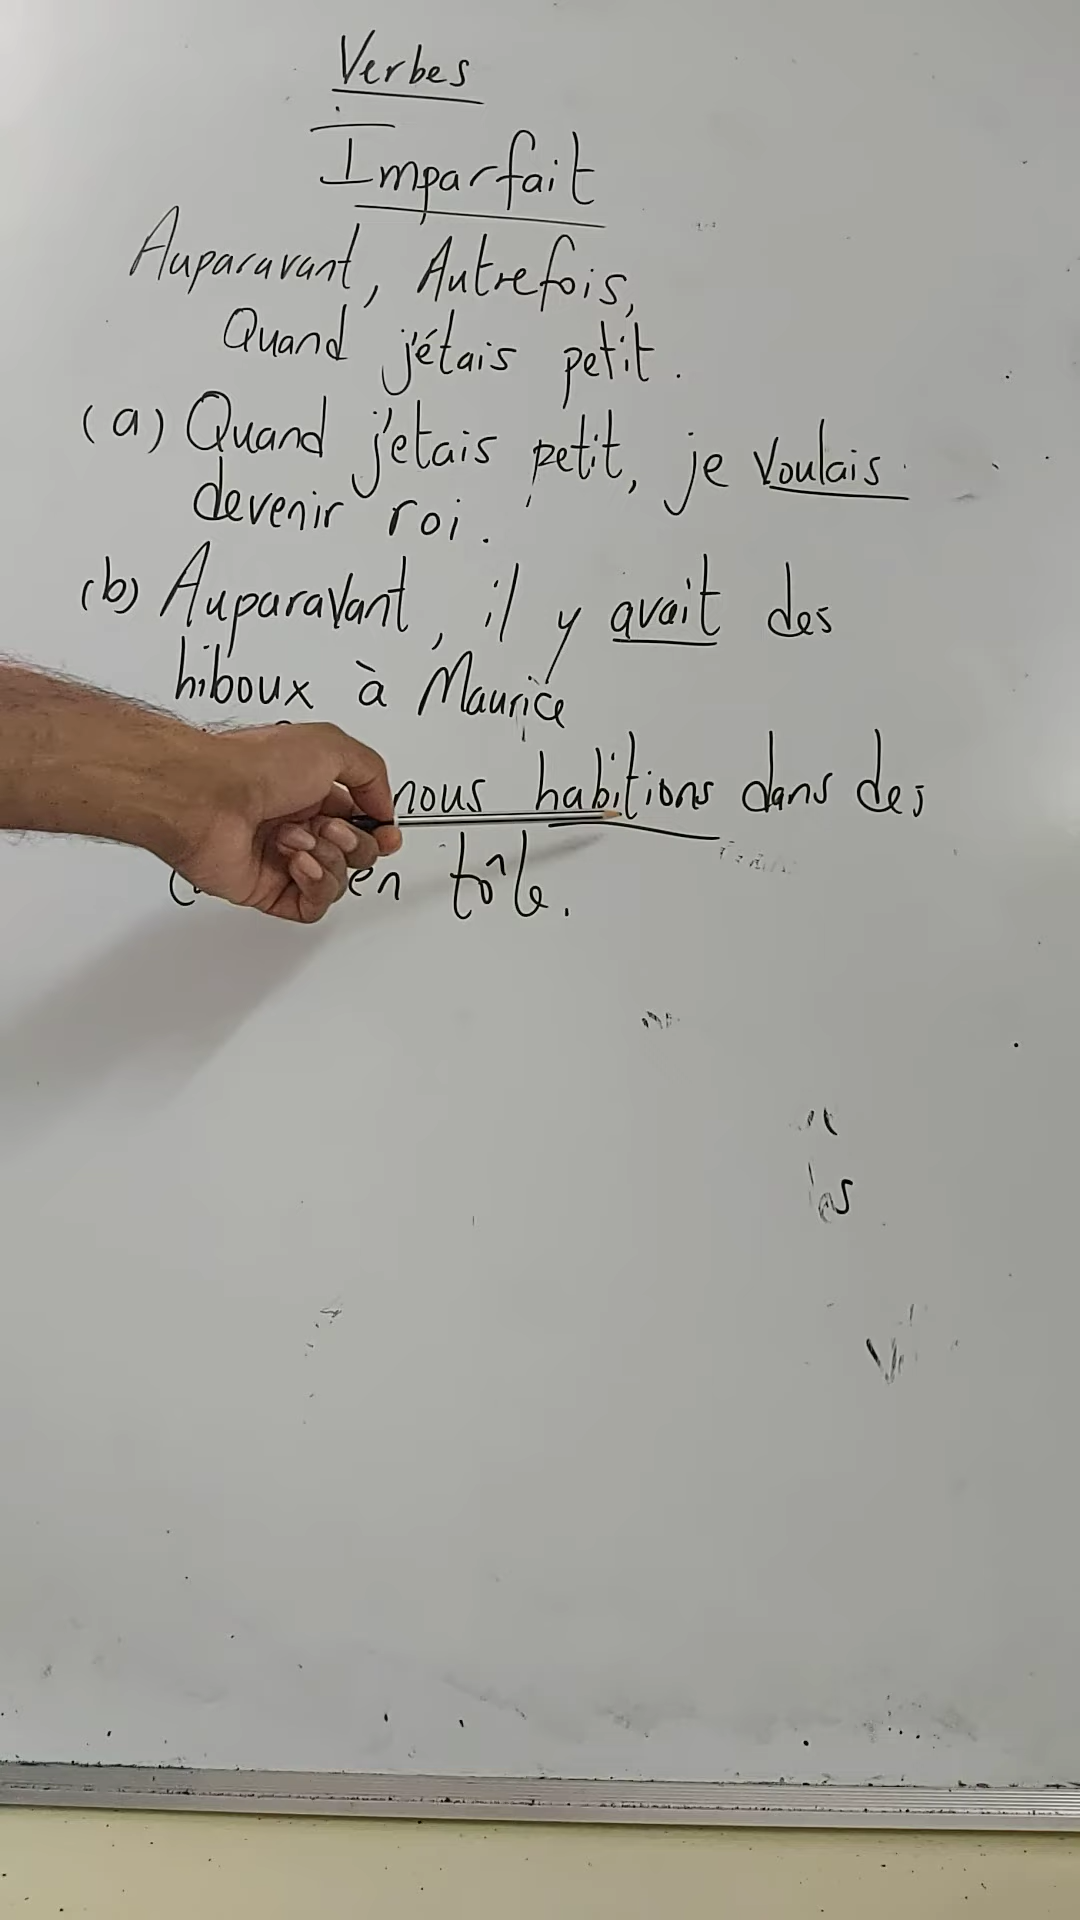 Verbes
Imparfait
Auparavant, Autrefois,
Quand j'étais petit.
(a) Quand j'etais petit, je voulais
devenir roi.
(b) Auparavant, il y avait des
hiboux à Maurice
nous habitions dans des
en tôle.